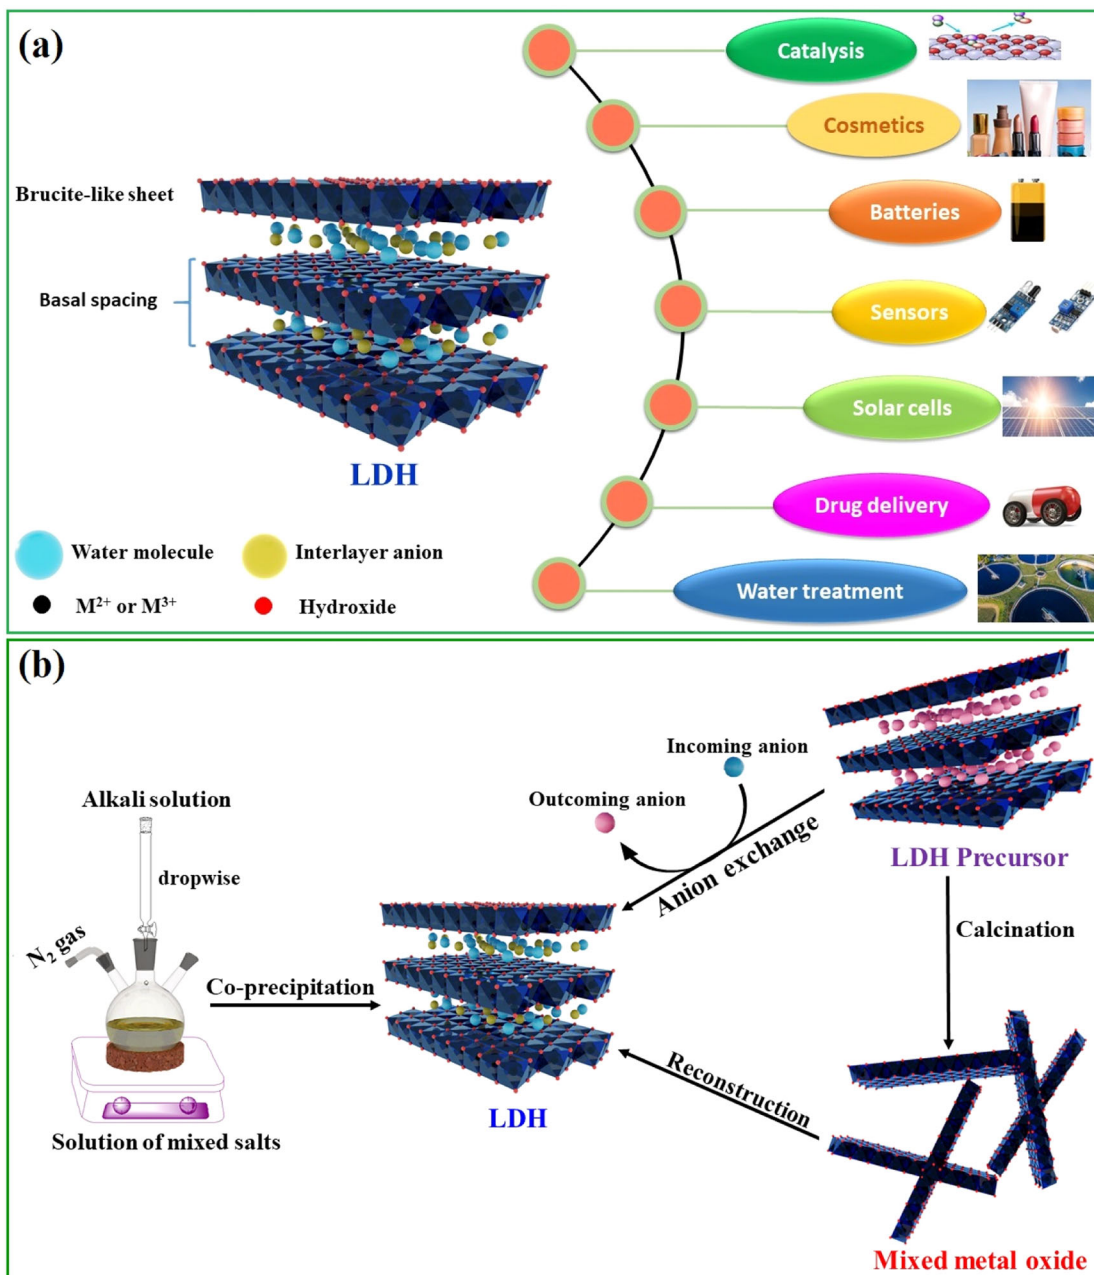 (a)
Catalysis
Cosmetics
Brucite-like sheet
Batteries
Basal spacing
Sensors
Solar cells
LDH
Drug delivery
Water molecule
Interlayer anion
M²⁺ or M³⁺
Hydroxide
Water treatment
(b)
Incoming anion
Outcoming anion
Alkali solution
dropwise
Anion exchange
LDH Precursor
N₂ gas
Calcination
Co-precipitation
Reconstruction
LDH
Solution of mixed salts
Mixed metal oxide